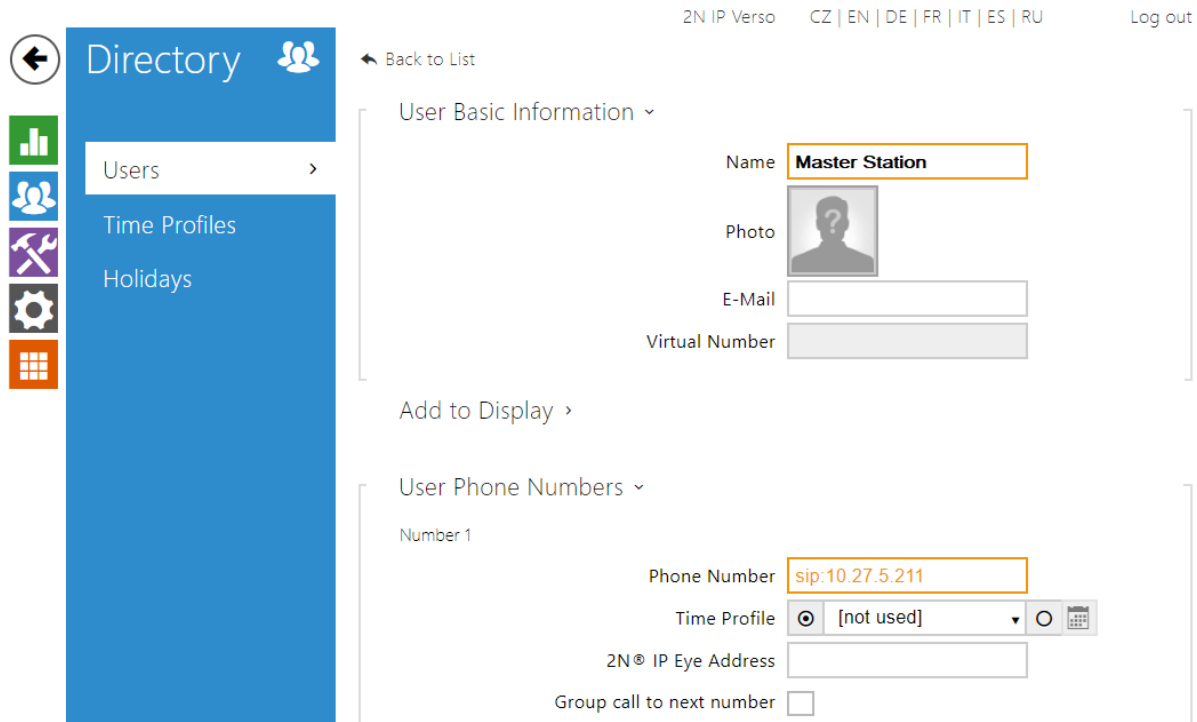 2N IP Verso CZ | EN | DE | FR | IT | ES | RU Log out
Directory
Back to List
User Basic Information
Name Master Station
Users
Photo
Time Profiles
Holidays
E-Mail
Virtual Number
Add to Display
User Phone Numbers
Number 1
Phone Number sip:10.27.5.211
Time Profile [not used]
2N® IP Eye Address
Group call to next number